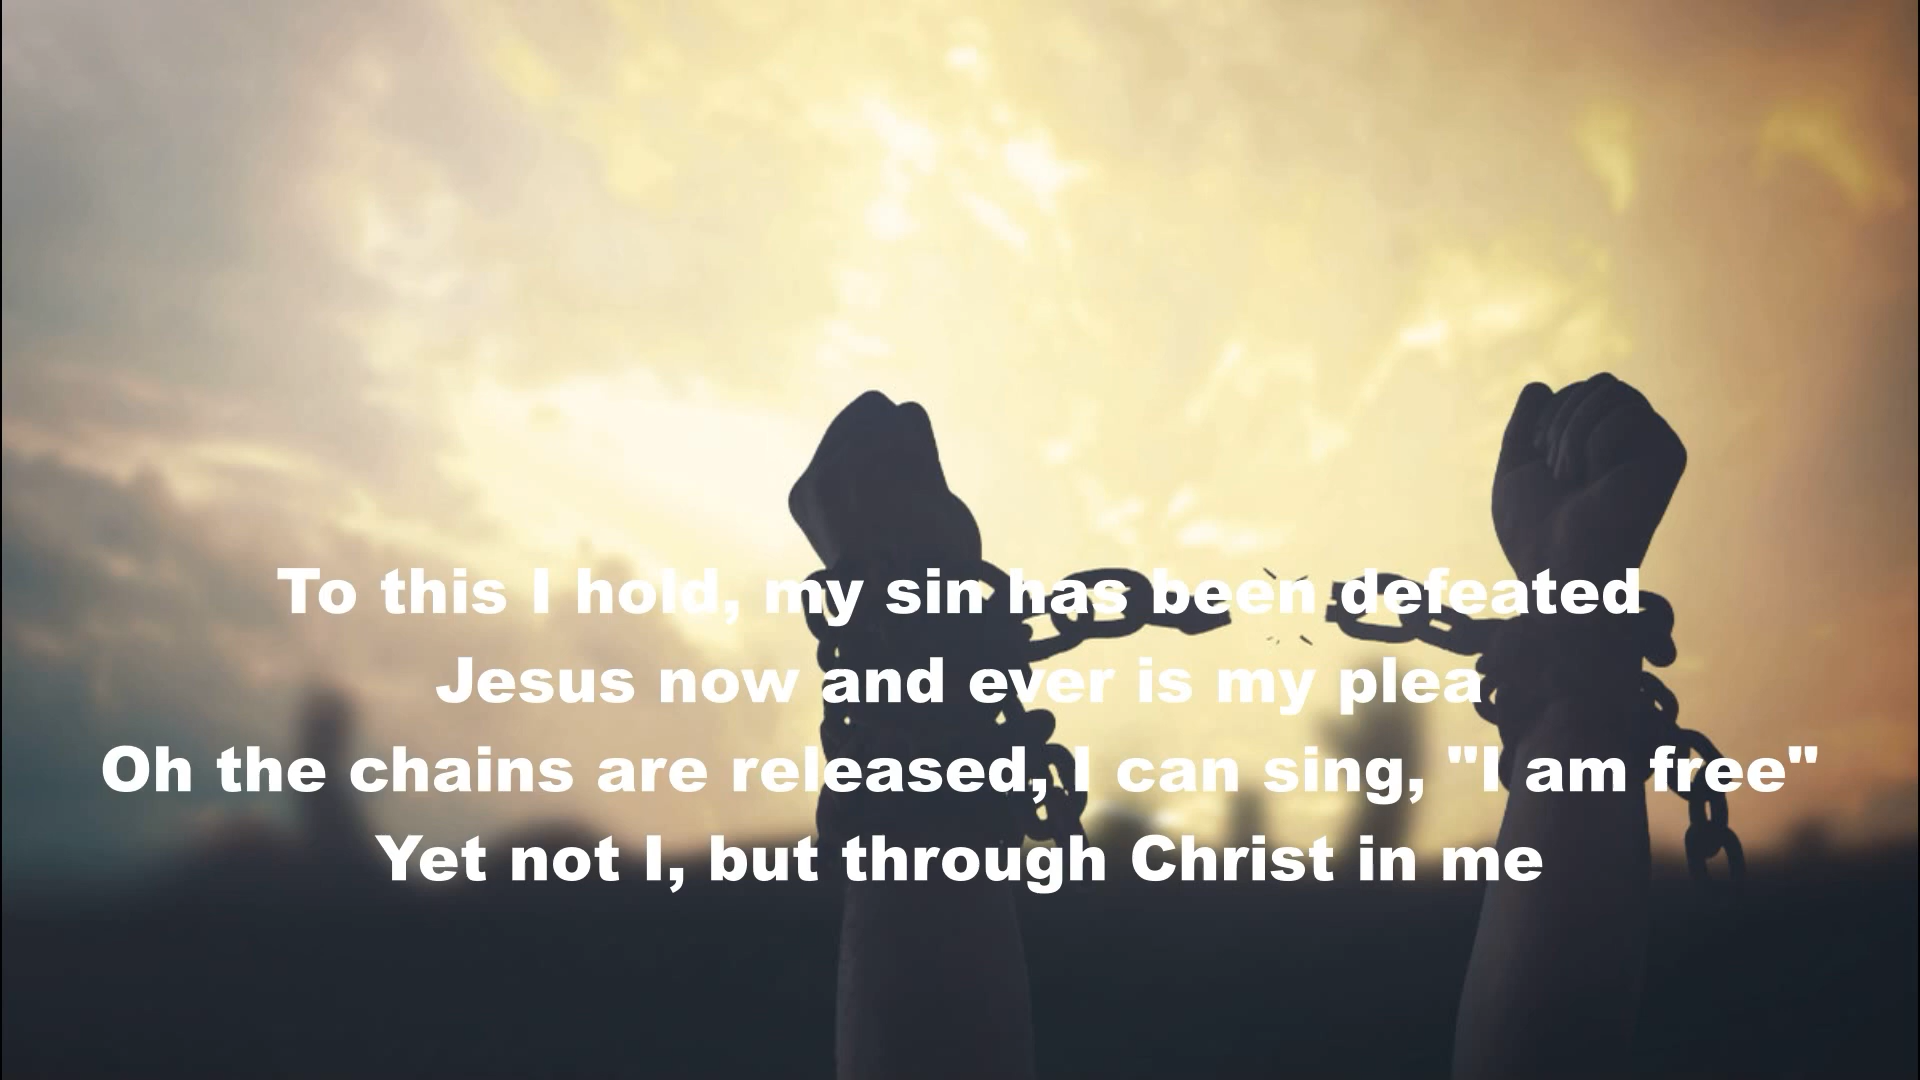 To this I hold, my sin has been defeated
Jesus now and ever is my plea
Oh the chains are released, I can sing, "I am free"
Yet not I, but through Christ in me